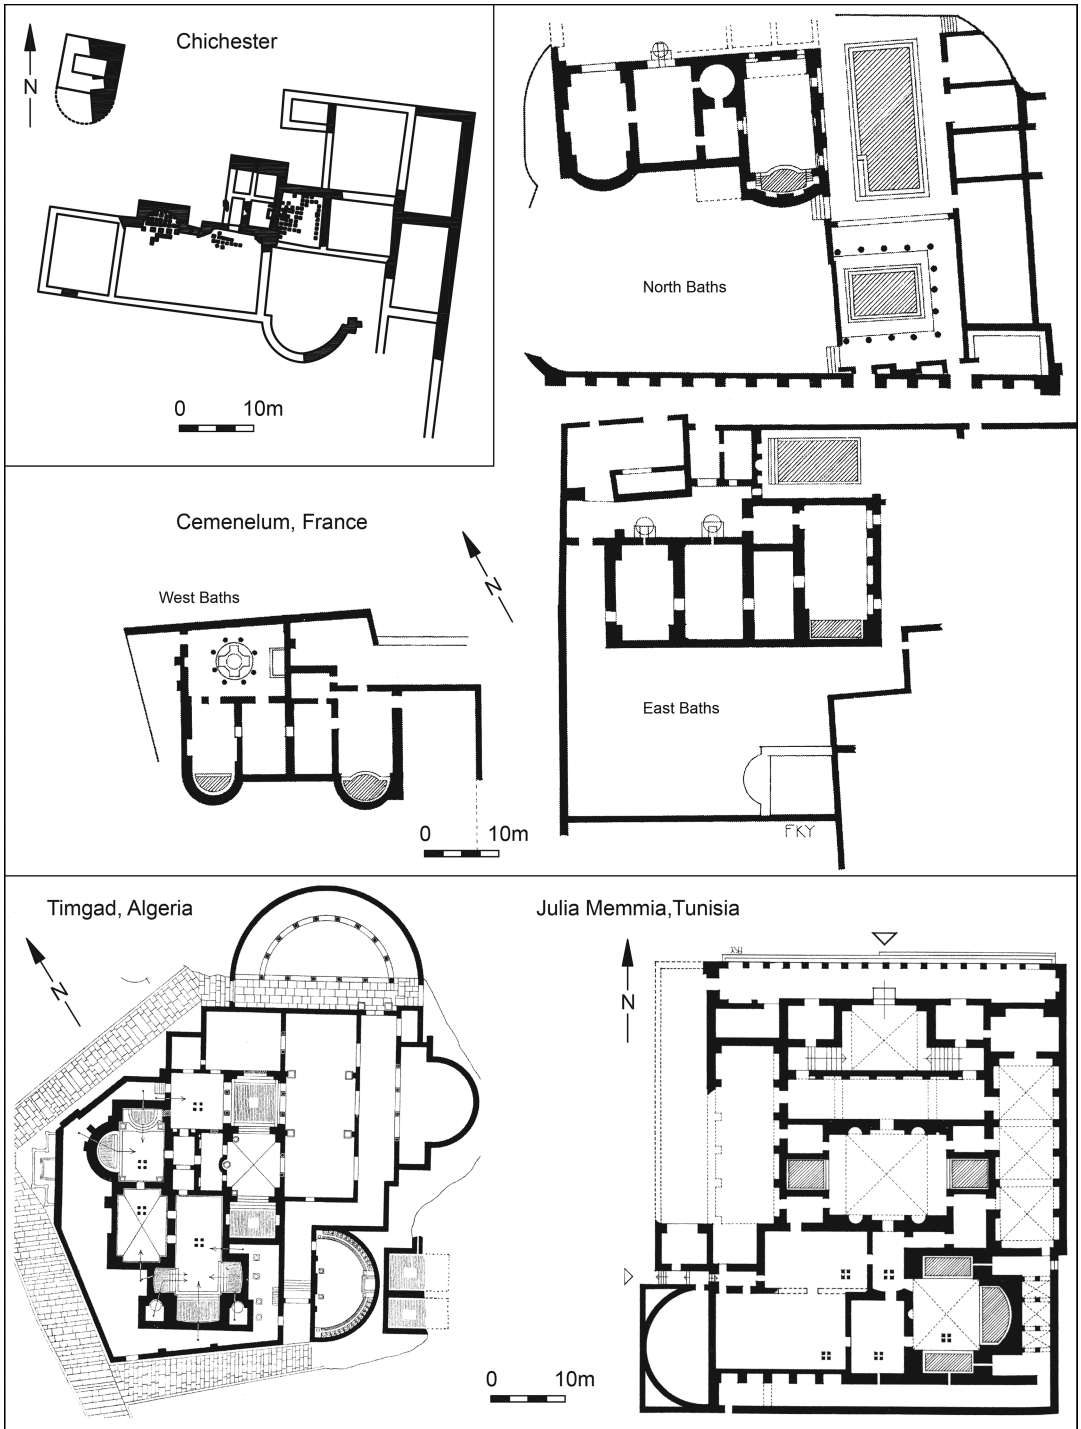 Chichester
N
0 10m
North Baths
Cemenelum, France
N
West Baths
East Baths
0 10m
FKY
Timgad, Algeria
N
Julia Memmia,Tunisia
N
0 10m